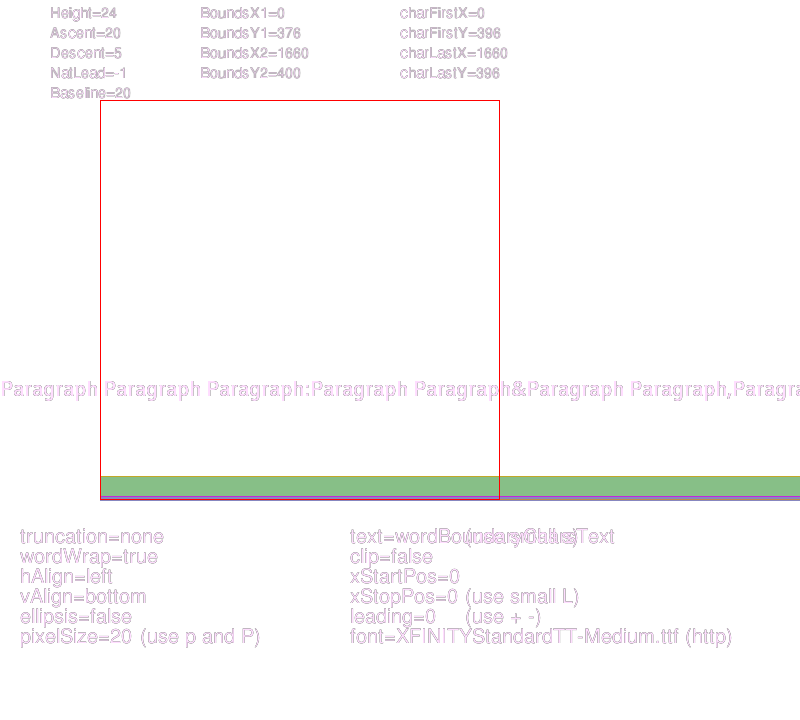 Height=24 BoundsX1=0 charFirstX=0
Ascent=20 BoundsY1=376 charFirstY=396
Descent=5 BoundsX2=1660 charLastX=1660
NatLead=-1 BoundsY2=400 charLastY=396
Baseline=20
Paragraph Paragraph Paragraph:Paragraph Paragraph&Paragraph Paragraph,Paragra
truncation=none text=wordBoundaryCharsText
wordWrap=true clip=false
hAlign=left xStartPos=0
vAlign=bottom xStopPos=0 (use small L)
ellipsis=false leading=0 (use + -)
pixelSize=20 (use p and P) font=XFINITYStandardTT-Medium.ttf (http)